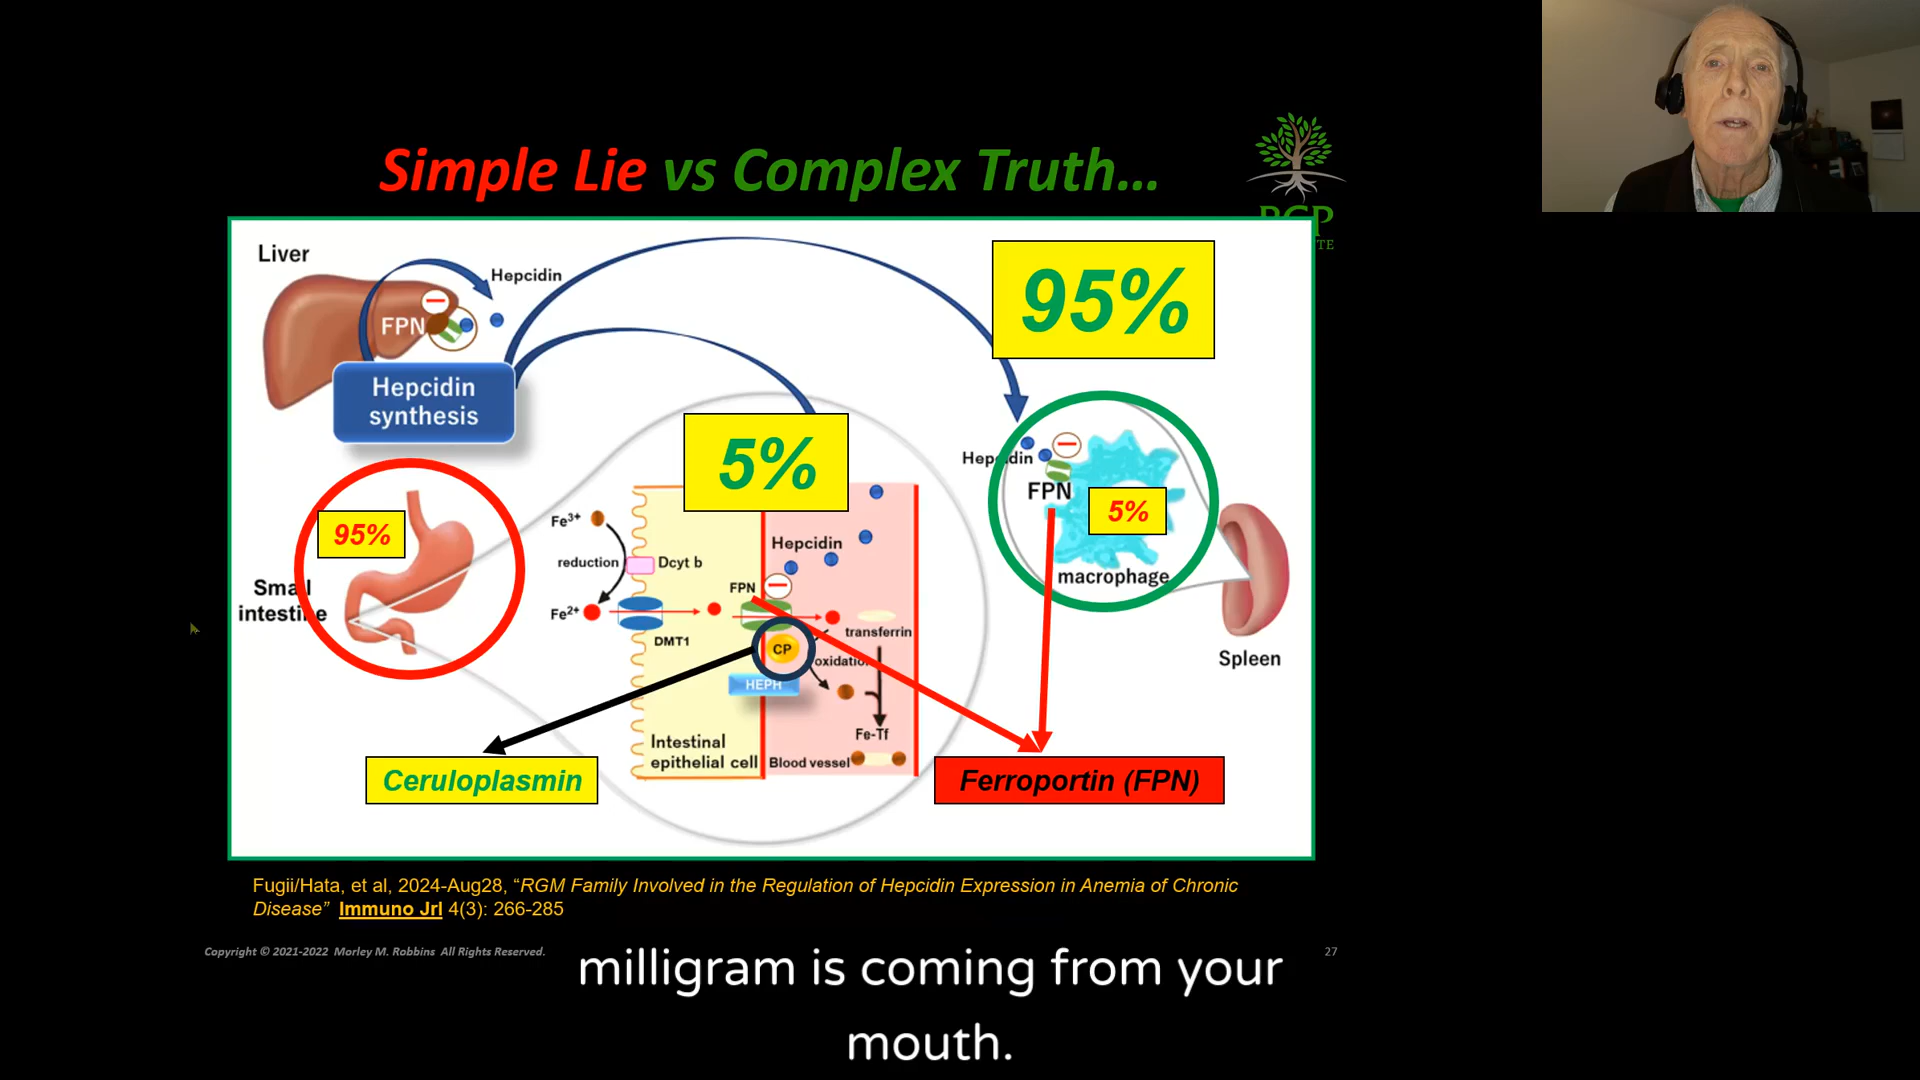 Simple Lie vs Complex Truth...
RGP
TE
Liver
Hepcidin
FPN
Hepcidin
synthesis
95%
5%
Hepcidin
FPN
5%
macrophage
Spleen
95%
Small
intestine
Fe3+
reduction
Dcyt b
Fe2+
DMT1
Hepcidin
FPN
transferrin
CP
oxidation
HEPH
Fe-Tf
Intestinal
epithelial cell
Blood vessel
Ceruloplasmin
Ferroportin (FPN)
Fugii/Hata, et al, 2024-Aug28, “RGM Family Involved in the Regulation of Hepcidin Expression in Anemia of Chronic
Disease” Immuno Jrl 4(3): 266-285
Copyright © 2021-2022 Morley M. Robbins All Rights Reserved.
27
milligram is coming from your
mouth.